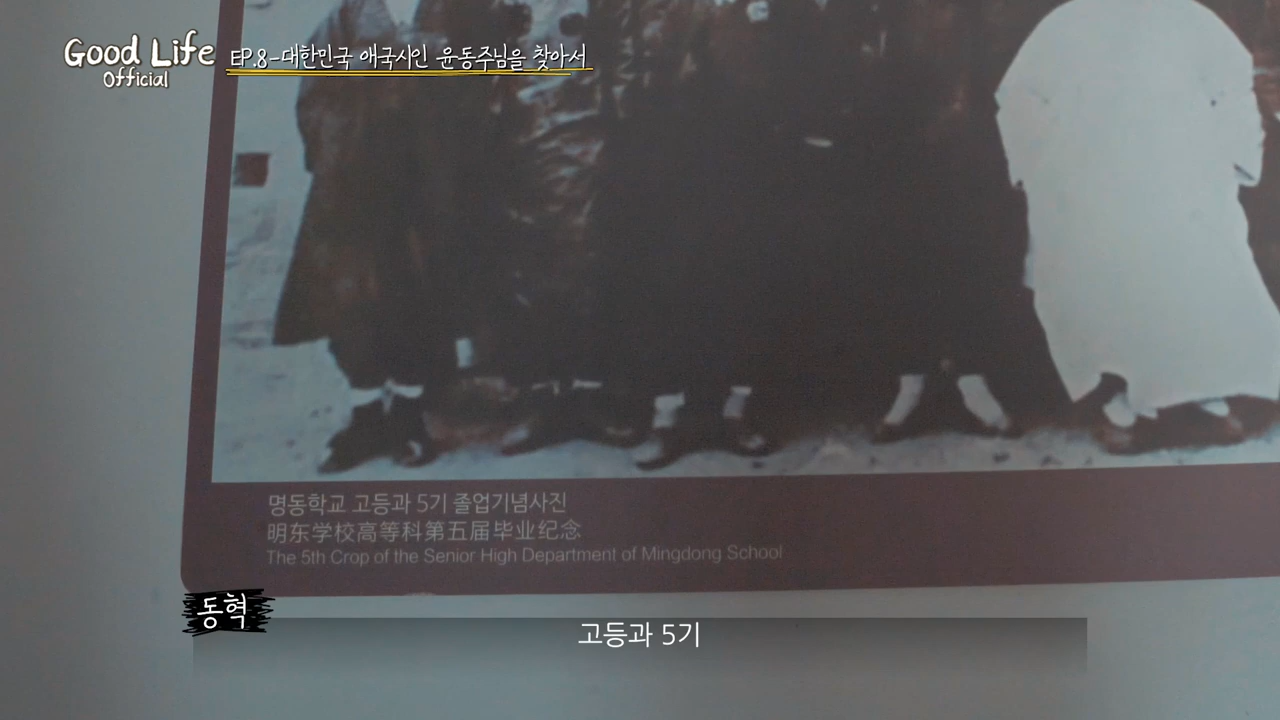 Good Life
Official
EP.8-대한민국 애국시인 윤동주님을 찾아서
명동학교 고등과 5기 졸업기념사진
明东学校高等科第五届毕业纪念
The 5th Crop of the Senior High Department of Mingdong School
동혁
고등과 5기